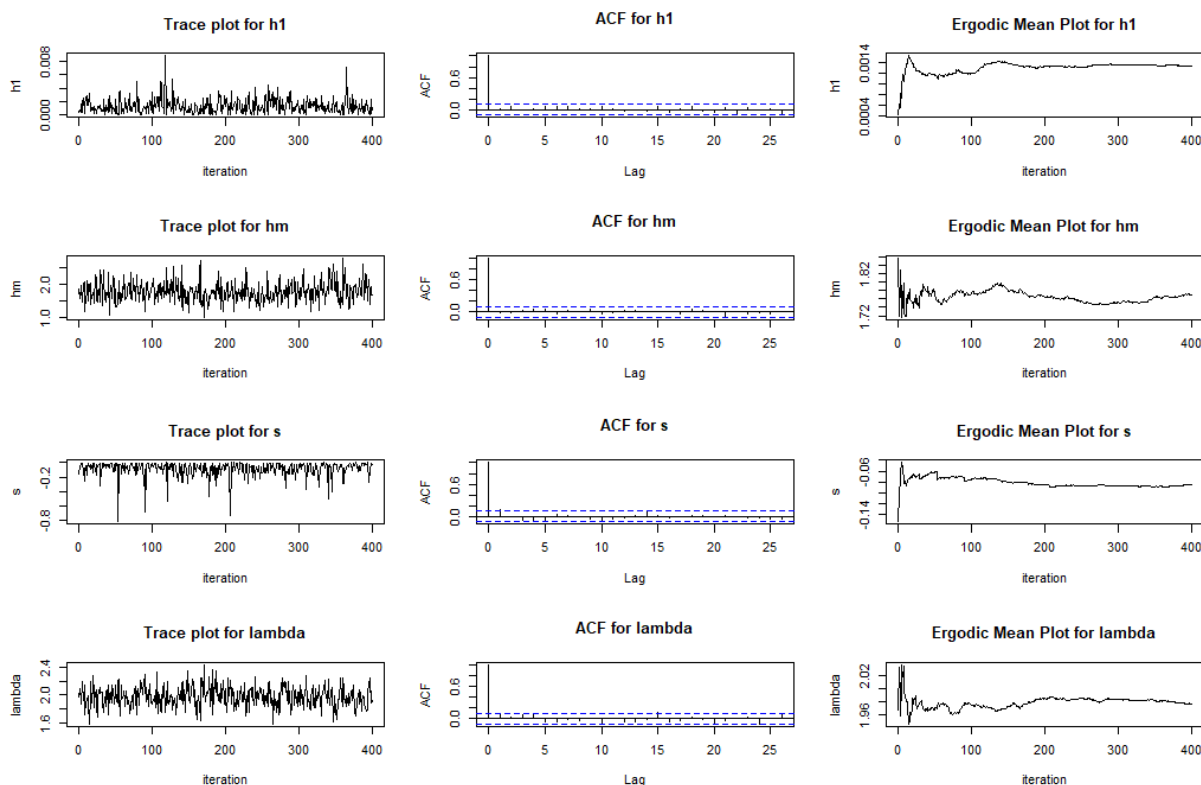 Trace plot for h1
h1
0.000 0.008
0 100 200 300 400
iteration
ACF for h1
ACF
0.0 0.6
0 5 10 15 20 25
Lag
Ergodic Mean Plot for h1
h1
0.0004 0.0014
0 100 200 300 400
iteration
Trace plot for hm
hm
1.0 2.0
0 100 200 300 400
iteration
ACF for hm
ACF
0.0 0.6
0 5 10 15 20 25
Lag
Ergodic Mean Plot for hm
hm
1.72 1.82
0 100 200 300 400
iteration
Trace plot for s
s
-0.8 -0.2
0 100 200 300 400
iteration
ACF for s
ACF
0.0 0.6
0 5 10 15 20 25
Lag
Ergodic Mean Plot for s
s
-0.14 -0.06
0 100 200 300 400
iteration
Trace plot for lambda
lambda
1.6 2.0 2.4
0 100 200 300 400
iteration
ACF for lambda
ACF
0.0 0.6
0 5 10 15 20 25
Lag
Ergodic Mean Plot for lambda
lambda
1.96 2.02
0 100 200 300 400
iteration